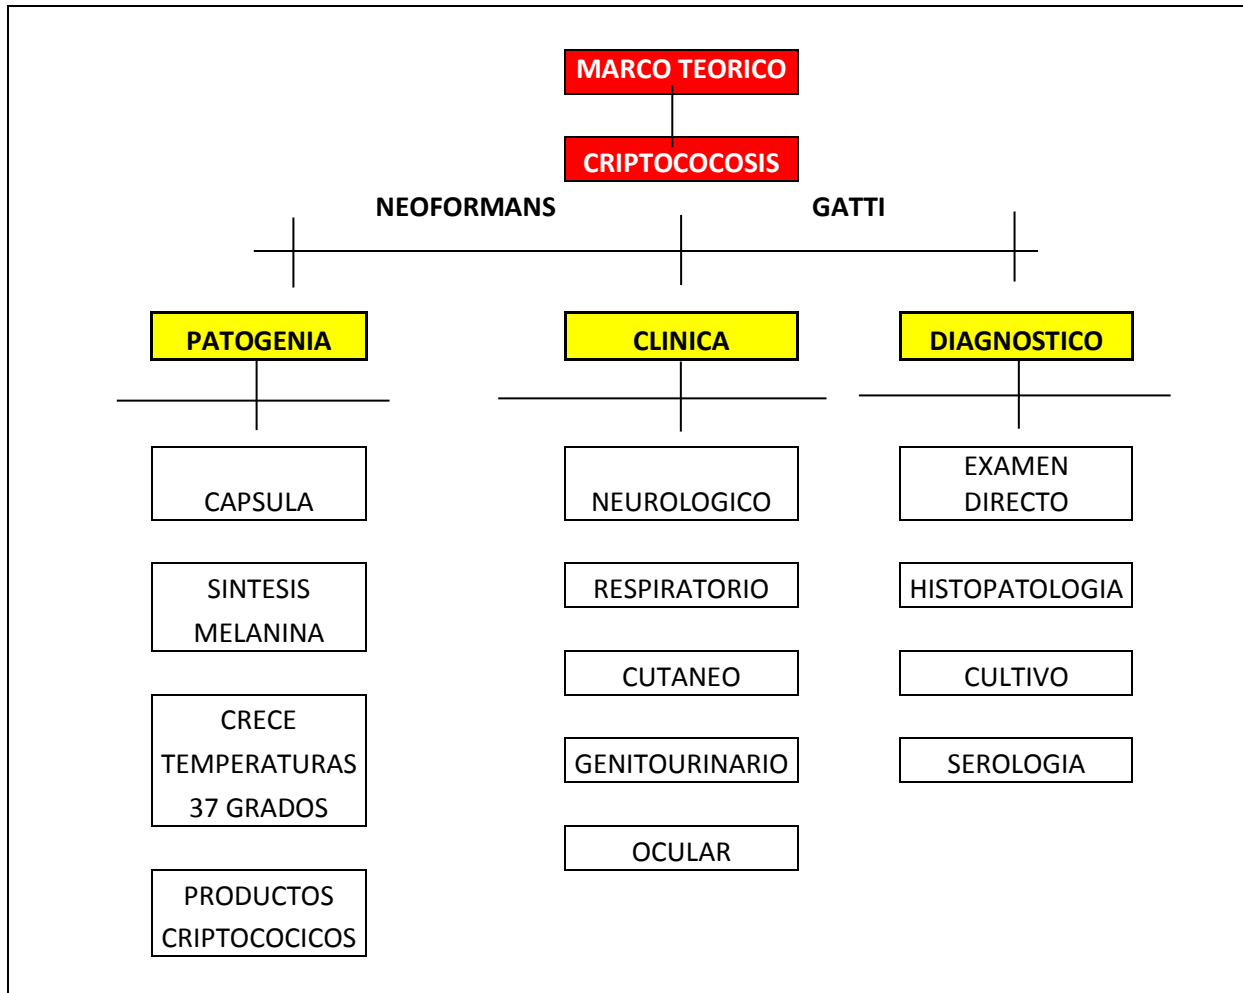 MARCO TEORICO
CRIPTOCOCOSIS
NEOFORMANS
GATTI
PATOGENIA
CLINICA
DIAGNOSTICO
CAPSULA
SINTESIS
MELANINA
CRECE
TEMPERATURAS
37 GRADOS
PRODUCTOS
CRIPTOCOCICOS
NEUROLOGICO
RESPIRATORIO
CUTANEO
GENITOURINARIO
OCULAR
EXAMEN
DIRECTO
HISTOPATOLOGIA
CULTIVO
SEROLOGIA